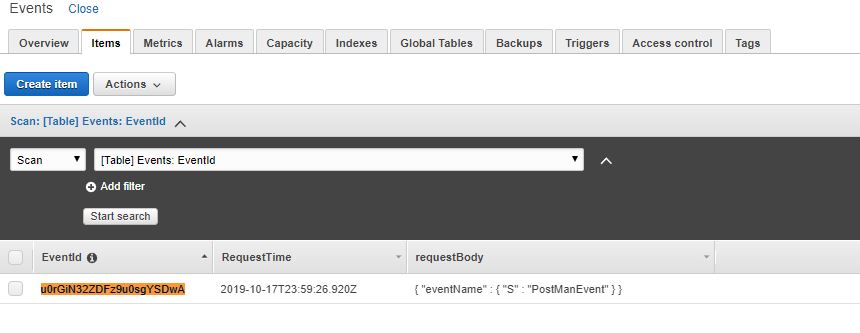 Events Close
Overview Items Metrics Alarms Capacity Indexes Global Tables Backups Triggers Access control Tags
Create item Actions
Scan: [Table] Events: EventId
Scan [Table] Events: EventId
Add filter
Start search
EventId RequestTime requestBody
u0rGiN32ZDFz9u0sgYSDwA 2019-10-17T23:59:26.920Z { "eventName" : { "S" : "PostManEvent" } }